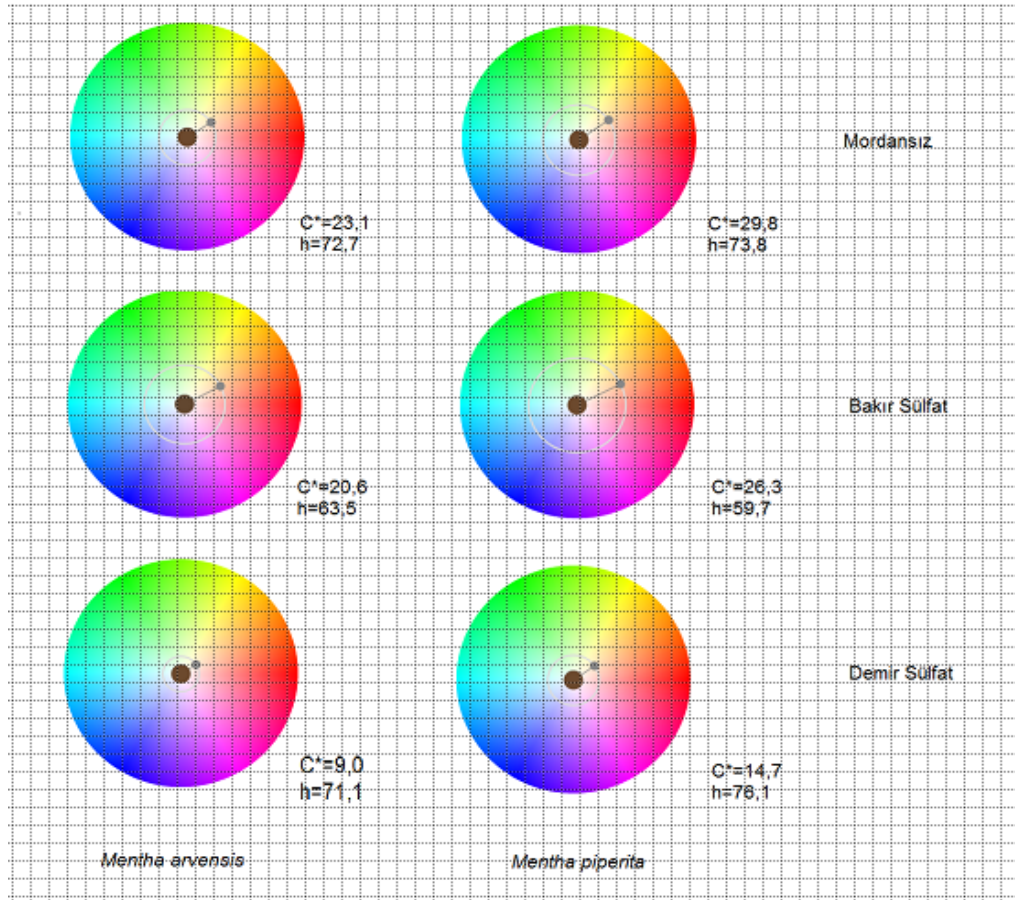 Mordansız
C*=23,1
h=72,7
C*=29,8
h=73,8
Bakır Sülfat
C*=20,6
h=63,5
C*=26,3
h=59,7
Demir Sülfat
C*=9,0
h=71,1
C*=14,7
h=76,1
Mentha arvensis
Mentha piperita